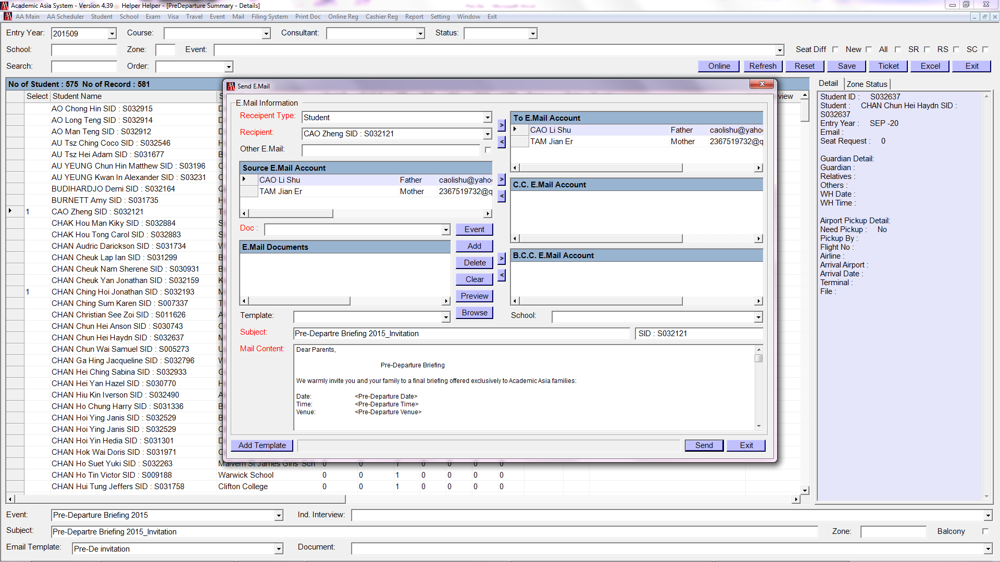 Academic Asia System - Version 4.39    Helper Helper - [PreDeparture Summary - Details]
AA Main  AA Scheduler  Student  School  Exam  Visa  Travel  Event  Mail  Filing System  Print Doc  Online Reg  Cashier Reg  Report  Setting  Window  Exit
Entry Year: 201509  Course:  Consultant:  Status:
School:  Zone:  Event:  Seat Diff  New  All  SR  RS  SC
Search:  Order:  Online  Refresh  Reset  Save  Ticket  Excel  Exit
No of Student : 575  No of Record : 581
Select  Student Name
AO Chong Hin SID : S032915
AO Long Teng SID : S032914
AO Man Teng SID : S032912
AU Tsz Ching Coco SID : S032546
AU Tsz Hei Adam SID : S031677
AU YEUNG Chun Hin Matthew SID : S03196
AU YEUNG Kwan In Alexander SID : S03231
BUDIHARDJO Demi SID : S032164
BURNETT Amy SID : S031735
1  CAO Zheng SID : S032121
CHAK Hou Man Kiky SID : S032884
CHAK Hou Tong Carol SID : S032883
CHAN Audric Darickson SID : S031734
CHAN Cheuk Lap Ian SID : S031299
CHAN Cheuk Nam Sherene SID : S030931
CHAN Cheuk Yan Jonathan SID : S032159
1  CHAN Ching Hoi Jonathan SID : S032193
CHAN Ching Sum Karen SID : S007337
CHAN Christian See Zoi SID : S011626
CHAN Chun Hei Anson SID : S030743
CHAN Chun Hei Haydn SID : S032637
CHAN Chun Wai Samuel SID : S005273
CHAN Ga Hing Jacqueline SID : S032796
CHAN Hei Ching Sabina SID : S032933
CHAN Hei Yan Hazel SID : S030770
CHAN Hiu Kin Iverson SID : S032490
CHAN Ho Chung Harry SID : S031336
CHAN Hoi Ying Janis SID : S032529
CHAN Hoi Ying Janis SID : S032529
CHAN Hoi Yin Hedia SID : S031301
CHAN Hok Wai Doris SID : S031971
CHAN Ho Suet Yuki SID : S032263  Malvern St James Girls' Sch  0  0  1  0  0  0  0
CHAN Ho Tin Victor SID : S009188  Warwick School  0  0  1  0  0  0  0
CHAN Hui Tung Jeffers SID : S031758  Clifton College  0  0  1  0  0  0  0
Send E.Mail
E.Mail Information
Receipent Type: Student
Recipient: CAO Zheng SID : S032121
Other E.Mail:
Source E.Mail Account
CAO Li Shu  Father  caolishu@yaho
TAM Jian Er  Mother  2367519732@q
Doc :
E.Mail Documents
Event
Add
Delete
Clear
Preview
Browse
To E.Mail Account
CAO Li Shu  Father  caolishu@yaho
TAM Jian Er  Mother  2367519732@q
C.C. E.Mail Account
B.C.C. E.Mail Account
> < > < > <
Template:  School:
Subject: Pre-Departre Briefing 2015_Invitation  SID : S032121
Mail Content: Dear Parents,
Pre-Departure Briefing
We warmly invite you and your family to a final briefing offered exclusively to Academic Asia families:
Date: <Pre-Departure Date>
Time: <Pre-Departure Time>
Venue: <Pre-Departure Venue>
Add Template  Send  Exit
Detail  Zone Status
Student ID : S032637
Student : CHAN Chun Hei Haydn SID :
S032637
Entry Year : SEP -20
Email :
Seat Request : 0
Guardian Detail:
Guardian :
Relatives :
Others :
WH Date :
WH Time :
Airport Pickup Detail:
Need Pickup : No
Pickup By :
Flight No :
Airline :
Arrival Airport :
Arrival Date :
Terminal :
File :
Event: Pre-Departure Briefing 2015  Ind. Interview:
Subject: Pre-Departre Briefing 2015_Invitation  Zone:  Balcony
Email Template: Pre-De invitation  Document: